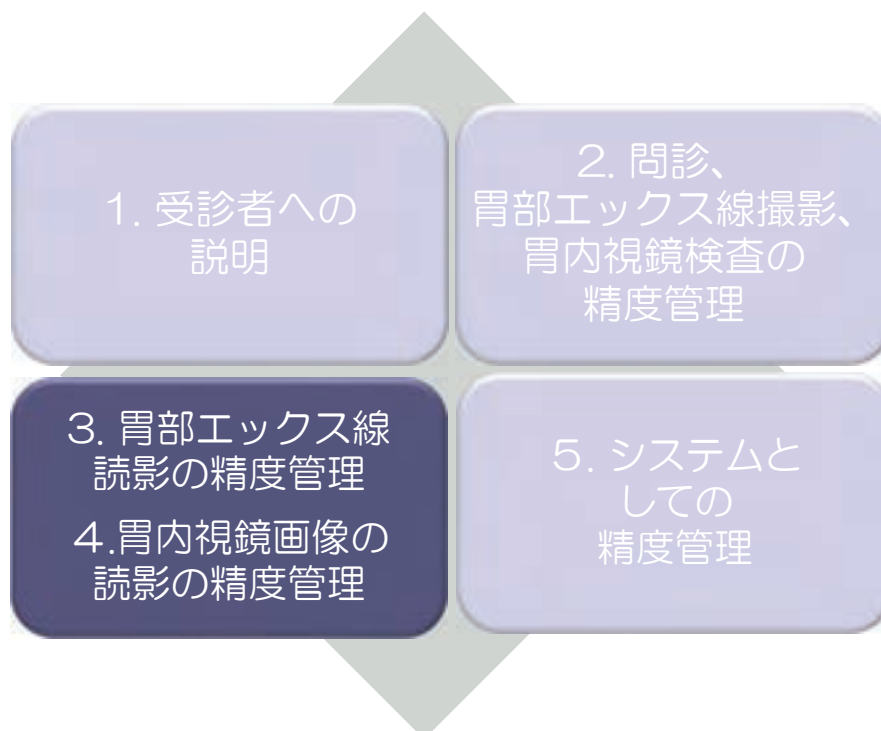 1. 受診者への
説明
2. 問診、
胃部エックス線撮影、
胃内視鏡検査の
精度管理
3. 胃部エックス線
読影の精度管理
4.胃内視鏡画像の
読影の精度管理
5. システムと
しての
精度管理